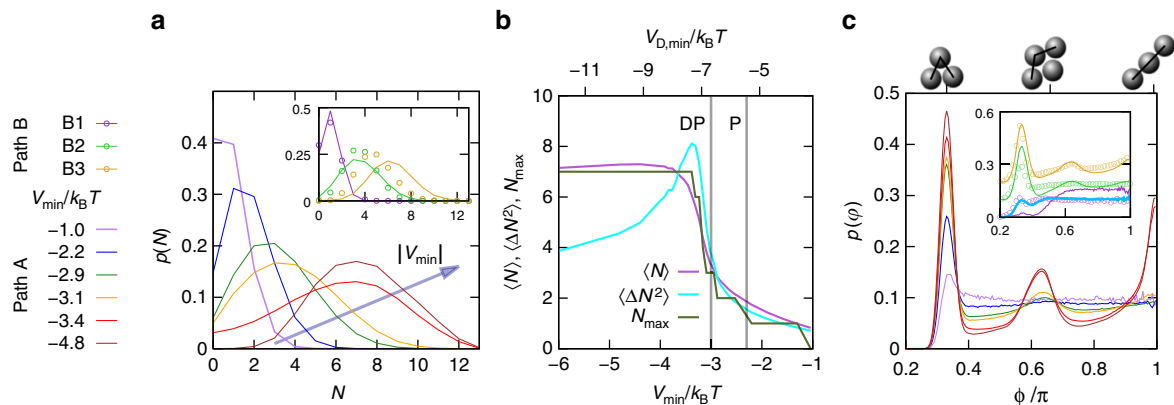 Path B
B1
B2
B3
V_min/k_BT
Path A
−1.0
−2.2
−2.9
−3.1
−3.4
−4.8
a
p(N)
0.4
0.3
0.2
0.1
0
0 2 4 6 8 10 12
N
0.5
0.25
0
0 4 8 12
|V_min|
b
V_D,min/k_BT
−11 −9 −7 −5
⟨N⟩, ⟨ΔN²⟩, N_max
10
8
6
4
2
0
DP P
⟨N⟩
⟨ΔN²⟩
N_max
−6 −5 −4 −3 −2 −1
V_min/k_BT
c
p(φ)
0.5
0.4
0.3
0.2
0.1
0
0.2 0.4 0.6 0.8 1
ϕ/π
0.6
0.3
0
0.2 0.6 1